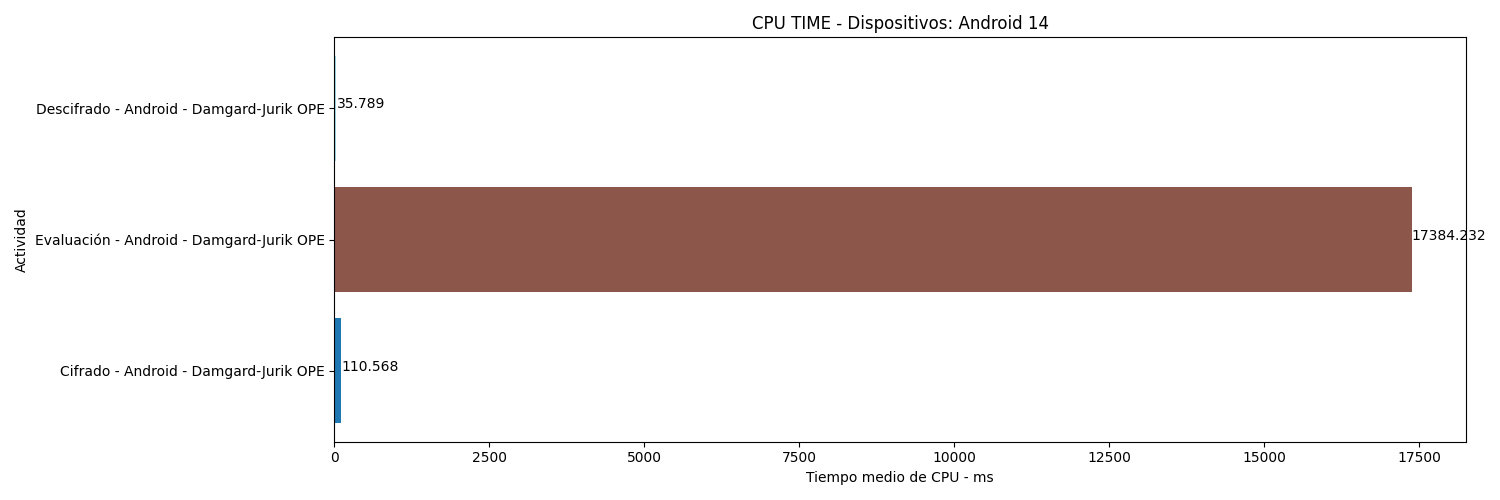 CPU TIME - Dispositivos: Android 14
Descifrado - Android - Damgard-Jurik OPE
35.789
Evaluación - Android - Damgard-Jurik OPE
17384.232
Cifrado - Android - Damgard-Jurik OPE
110.568
Actividad
0 2500 5000 7500 10000 12500 15000 17500
Tiempo medio de CPU - ms